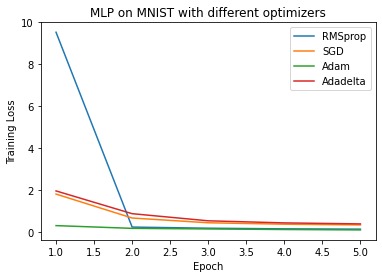 MLP on MNIST with different optimizers
10
8
6
4
2
0
Training Loss
RMSprop
SGD
Adam
Adadelta
1.0 1.5 2.0 2.5 3.0 3.5 4.0 4.5 5.0
Epoch